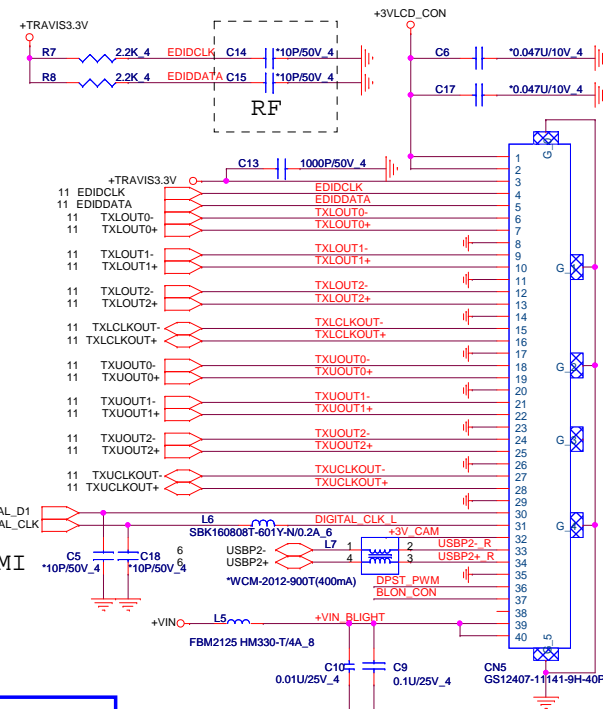 +TRAVIS3.3V
+3VLCD_CON
R7 2.2K_4 EDIDCLK C14 *10P/50V_4
R8 2.2K_4 EDIDDATA C15 *10P/50V_4
RF
C6 *0.047U/10V_4
C17 *0.047U/10V_4
C13 1000P/50V_4
G_0
1
2
+TRAVIS3.3V 3
11 EDIDCLK EDIDCLK 4
11 EDIDDATA EDIDDATA 5
11 TXLOUT0- TXLOUT0- 6
11 TXLOUT0+ TXLOUT0+ 7
8
11 TXLOUT1- TXLOUT1- 9
11 TXLOUT1+ TXLOUT1+ 10
11
11 TXLOUT2- TXLOUT2- 12
11 TXLOUT2+ TXLOUT2+ 13
14
11 TXLCLKOUT- TXLCLKOUT- 15
11 TXLCLKOUT+ TXLCLKOUT+ 16
17
11 TXUOUT0- TXUOUT0- 18
11 TXUOUT0+ TXUOUT0+ 19
20
11 TXUOUT1- TXUOUT1- 21
11 TXUOUT1+ TXUOUT1+ 22
23
11 TXUOUT2- TXUOUT2- 24
11 TXUOUT2+ TXUOUT2+ 25
26
11 TXUCLKOUT- TXUCLKOUT- 27
11 TXUCLKOUT+ TXUCLKOUT+ 28
29
AL_D1 30
AL_CLK L6 DIGITAL_CLK_L 31
SBK160808T-601Y-N/0.2A_6
+3V_CAM 32
MI
C5 C18
*10P/50V_4 *10P/50V_4
6 USBP2- L7 1 2 USBP2-_R 33
6 USBP2+ 4 3 USBP2+_R 34
*WCM-2012-900T(400mA)
35
DPST_PWM 36
BLON_CON 37
38
+VIN L5 +VIN_BLIGHT 39
40
FBM2125 HM330-T/4A_8
G_5
C10 C9
0.01U/25V_4 0.1U/25V_4
CN5
GS12407-11141-9H-40P